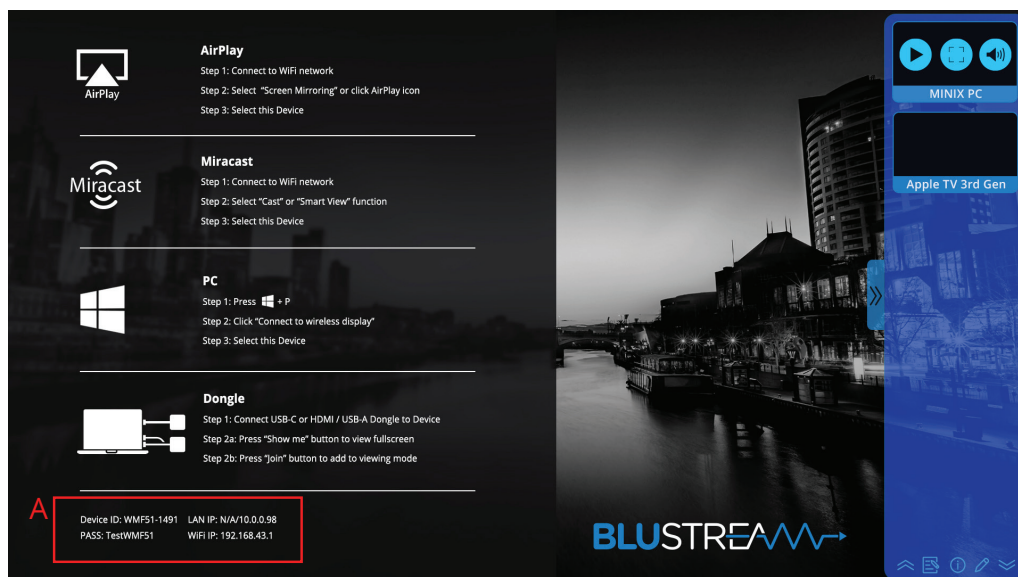 AirPlay
AirPlay
Step 1: Connect to WiFi network
Step 2: Select “Screen Mirroring” or click AirPlay icon
Step 3: Select this Device
Miracast
Miracast
Step 1: Connect to WiFi network
Step 2: Select “Cast” or “Smart View” function
Step 3: Select this Device
PC
Step 1: Press + P
Step 2: Click “Connect to wireless display”
Step 3: Select this Device
Dongle
Step 1: Connect USB-C or HDMI / USB-A Dongle to Device
Step 2a: Press “Show me” button to view fullscreen
Step 2b: Press “Join” button to add to viewing mode
A
Device ID: WMF51-1491 LAN IP: N/A/10.0.0.98
PASS: TestWMF51 WiFi IP: 192.168.43.1
BLUSTREAM
MINIX PC
Apple TV 3rd Gen